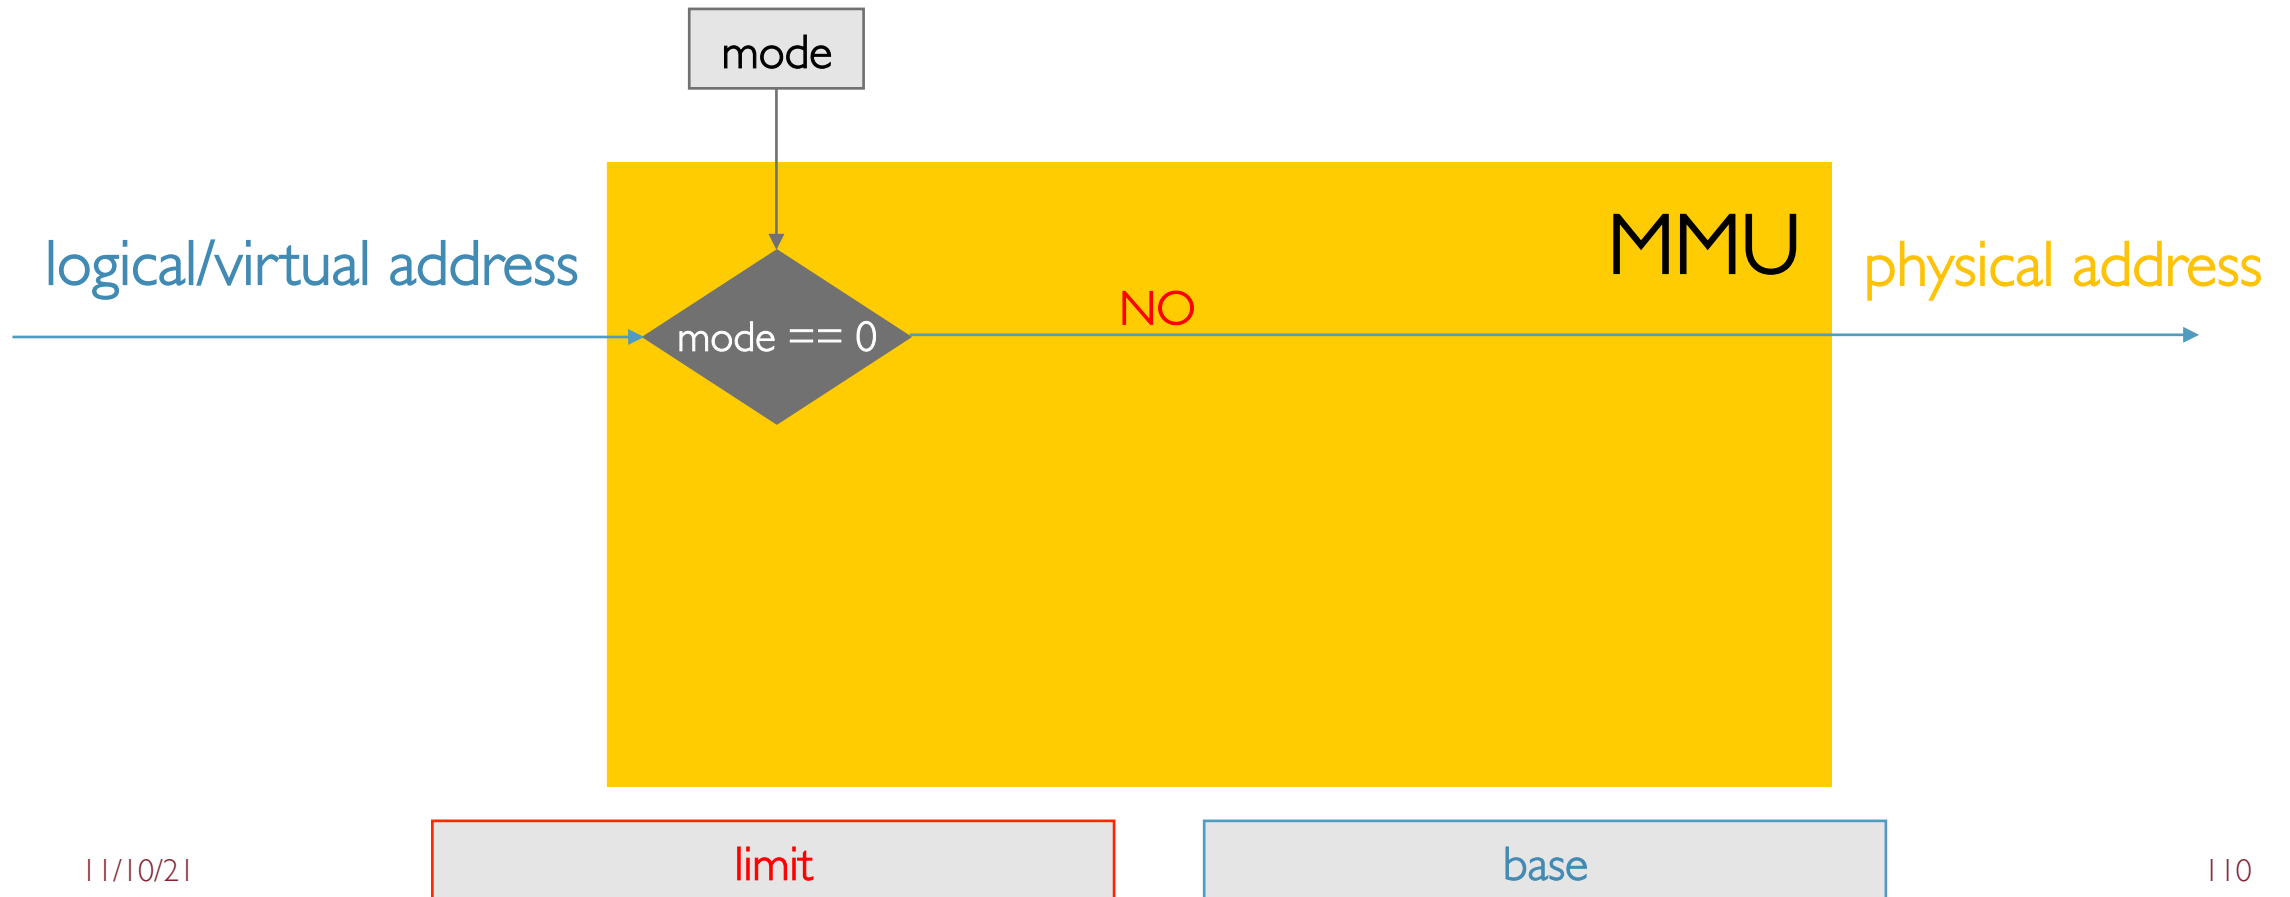 mode
MMU
logical/virtual address
physical address
NO
mode == 0
limit
base
11/10/21
110